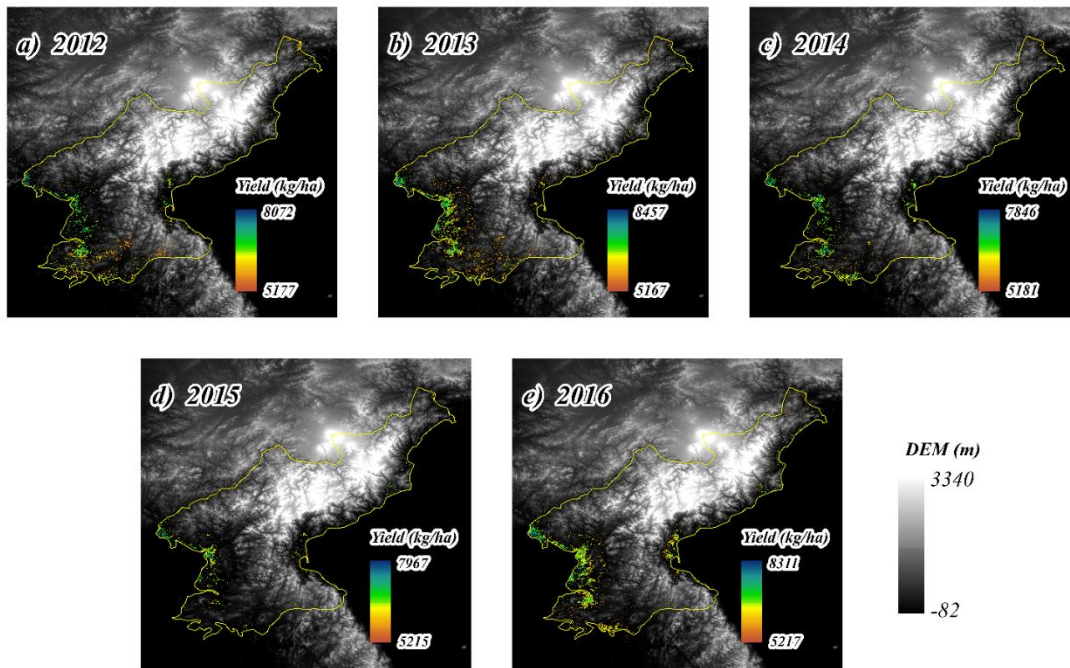 a) 2012
Yield (kg/ha)
8072
5177
b) 2013
Yield (kg/ha)
8457
5167
c) 2014
Yield (kg/ha)
7846
5181
d) 2015
Yield (kg/ha)
7967
5215
e) 2016
Yield (kg/ha)
8311
5217
DEM (m)
3340
-82